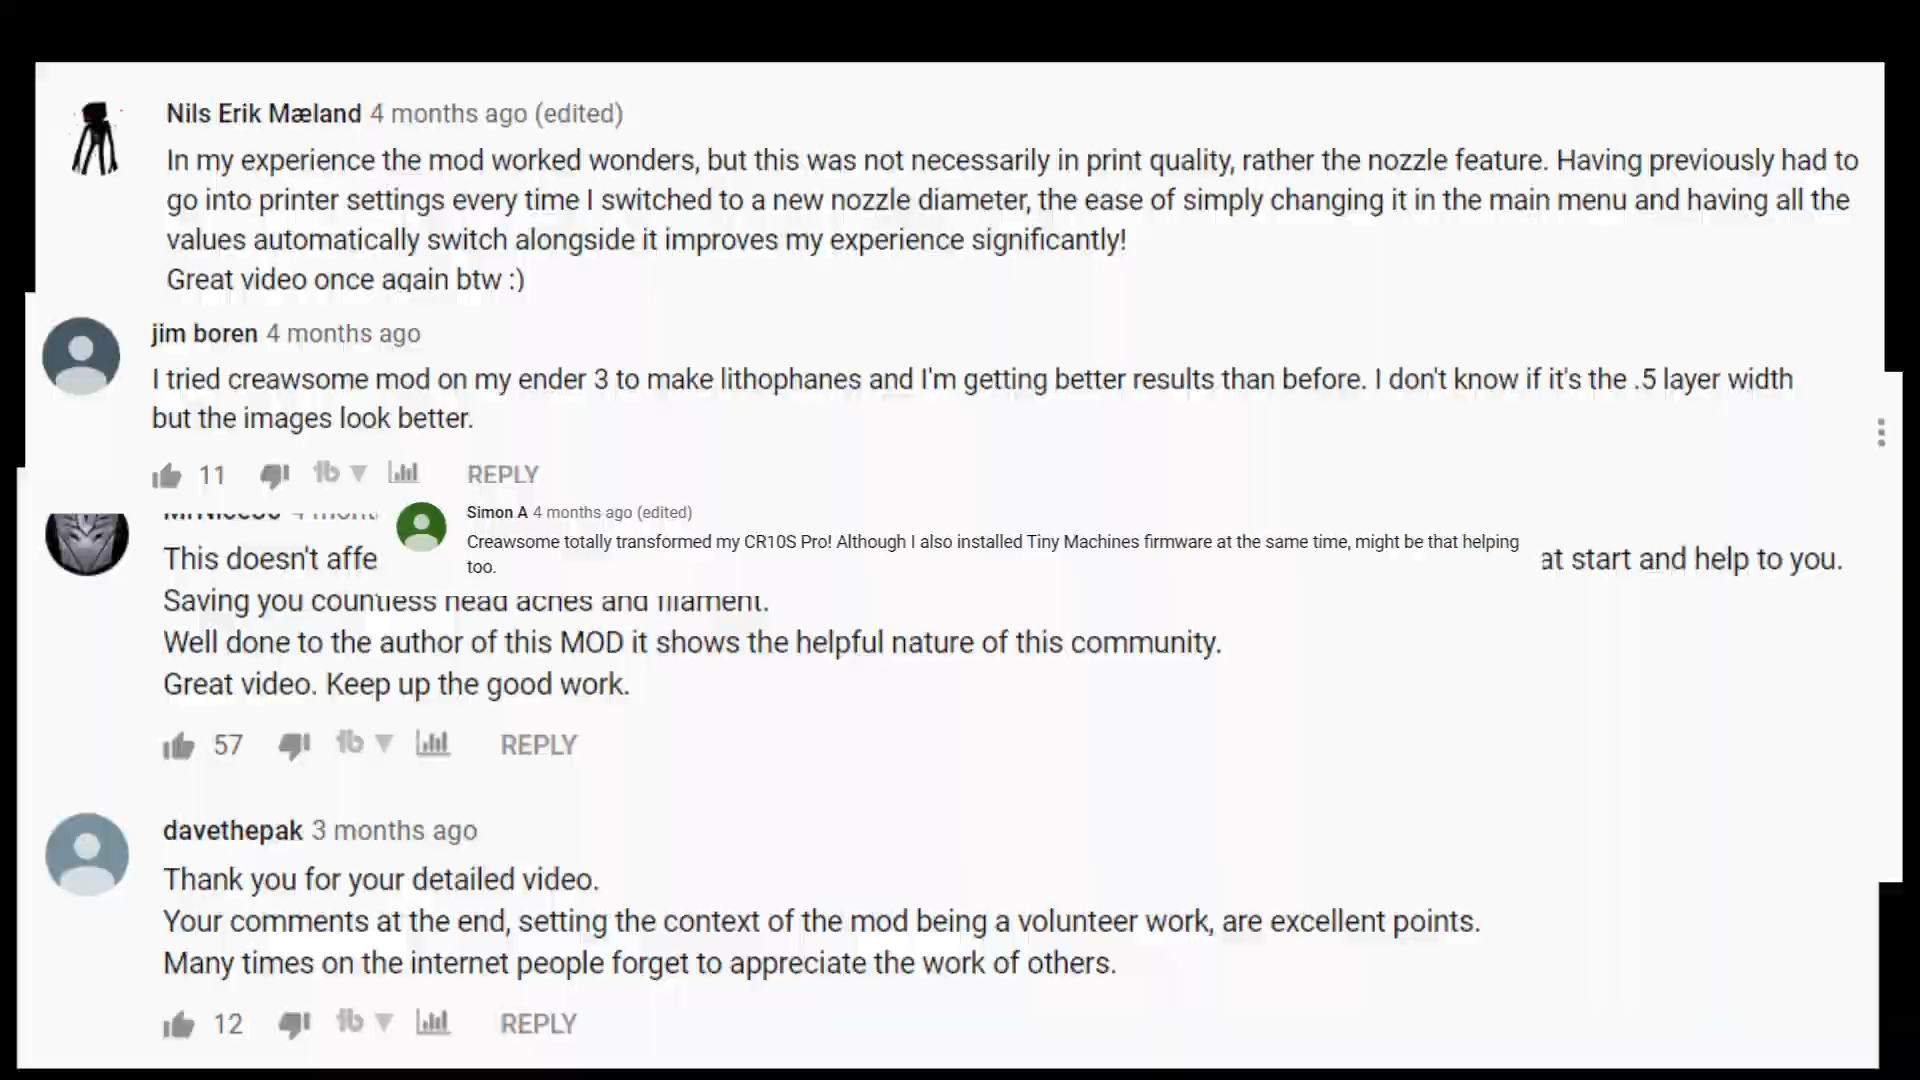 Nils Erik Mæland 4 months ago (edited)
In my experience the mod worked wonders, but this was not necessarily in print quality, rather the nozzle feature. Having previously had to
go into printer settings every time I switched to a new nozzle diameter, the ease of simply changing it in the main menu and having all the
values automatically switch alongside it improves my experience significantly!
Great video once again btw :)
jim boren 4 months ago
I tried creawsome mod on my ender 3 to make lithophanes and I'm getting better results than before. I don't know if it's the .5 layer width
but the images look better.
11 REPLY
Simon A 4 months ago (edited)
Creawsome totally transformed my CR10S Pro! Although I also installed Tiny Machines firmware at the same time, might be that helping
too.
This doesn't at start and help to you.
Saving you countless head aches and filament.
Well done to the author of this MOD it shows the helpful nature of this community.
Great video. Keep up the good work.
57 REPLY
davethepak 3 months ago
Thank you for your detailed video.
Your comments at the end, setting the context of the mod being a volunteer work, are excellent points.
Many times on the internet people forget to appreciate the work of others.
12 REPLY